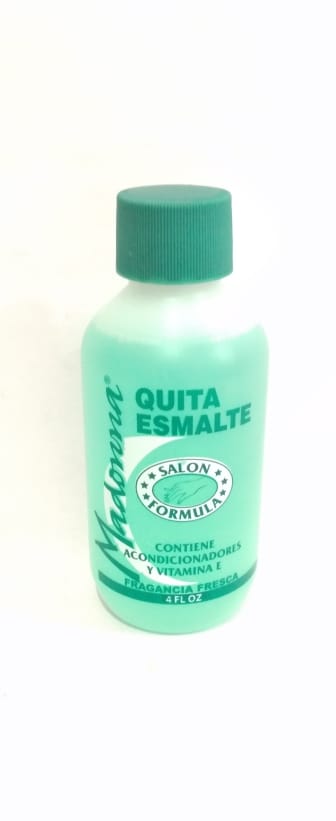 Madonna®
QUITA
ESMALTE
SALON
FORMULA
CONTIENE
ACONDICIONADORES
Y VITAMINA E
FRAGANCIA FRESCA
4 FL OZ